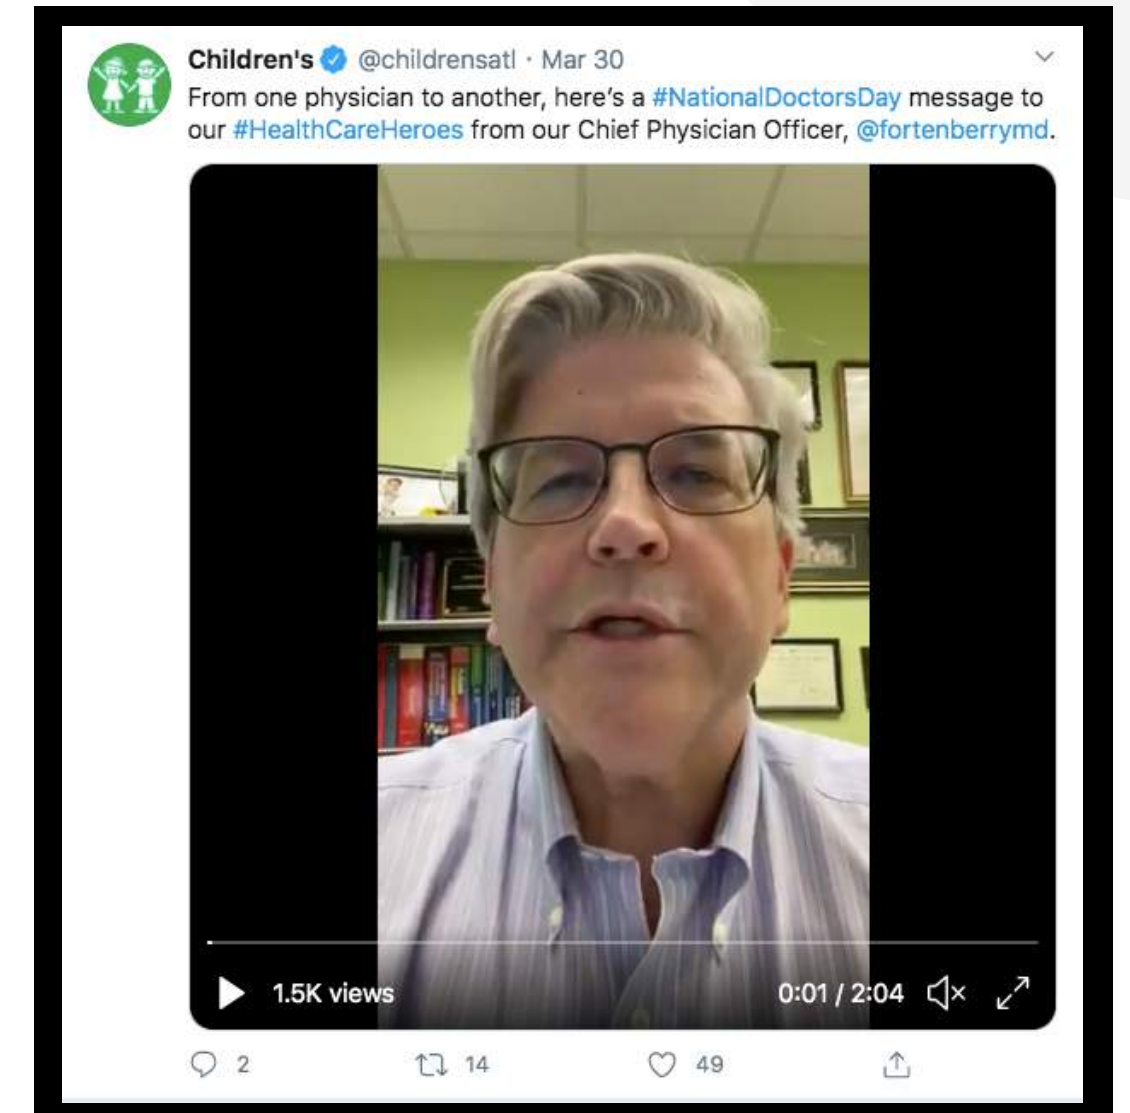 Children's @childrensatl · Mar 30
From one physician to another, here's a #NationalDoctorsDay message to
our #HealthCareHeroes from our Chief Physician Officer, @fortenberrymd.
1.5K views
0:01 / 2:04
2
14
49